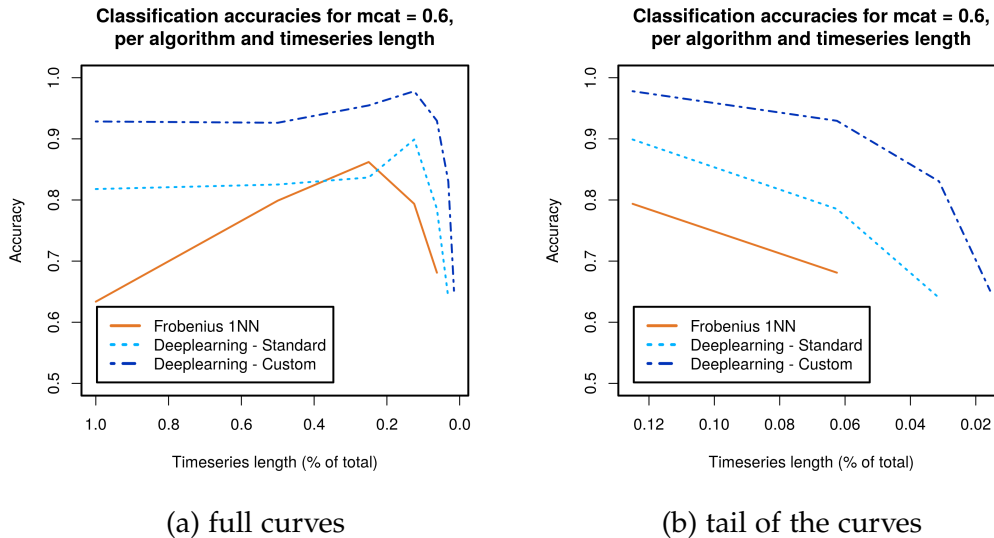 Classification accuracies for mcat = 0.6,
per algorithm and timeseries length
1.0
0.9
0.8
0.7
0.6
0.5
Accuracy
Frobenius 1NN
Deeplearning - Standard
Deeplearning - Custom
1.0 0.8 0.6 0.4 0.2 0.0
Timeseries length (% of total)
(a) full curves
Classification accuracies for mcat = 0.6,
per algorithm and timeseries length
1.0
0.9
0.8
0.7
0.6
0.5
Accuracy
Frobenius 1NN
Deeplearning - Standard
Deeplearning - Custom
0.12 0.10 0.08 0.06 0.04 0.02
Timeseries length (% of total)
(b) tail of the curves